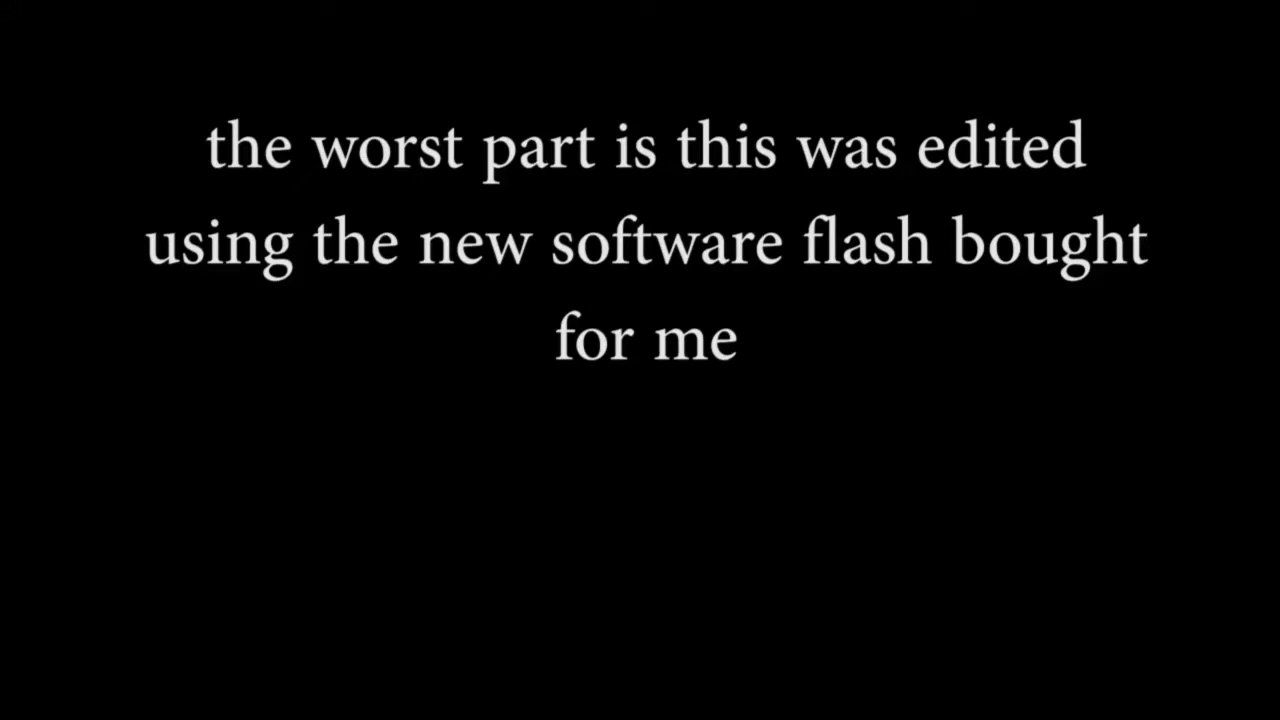 the worst part is this was edited
using the new software flash bought
for me